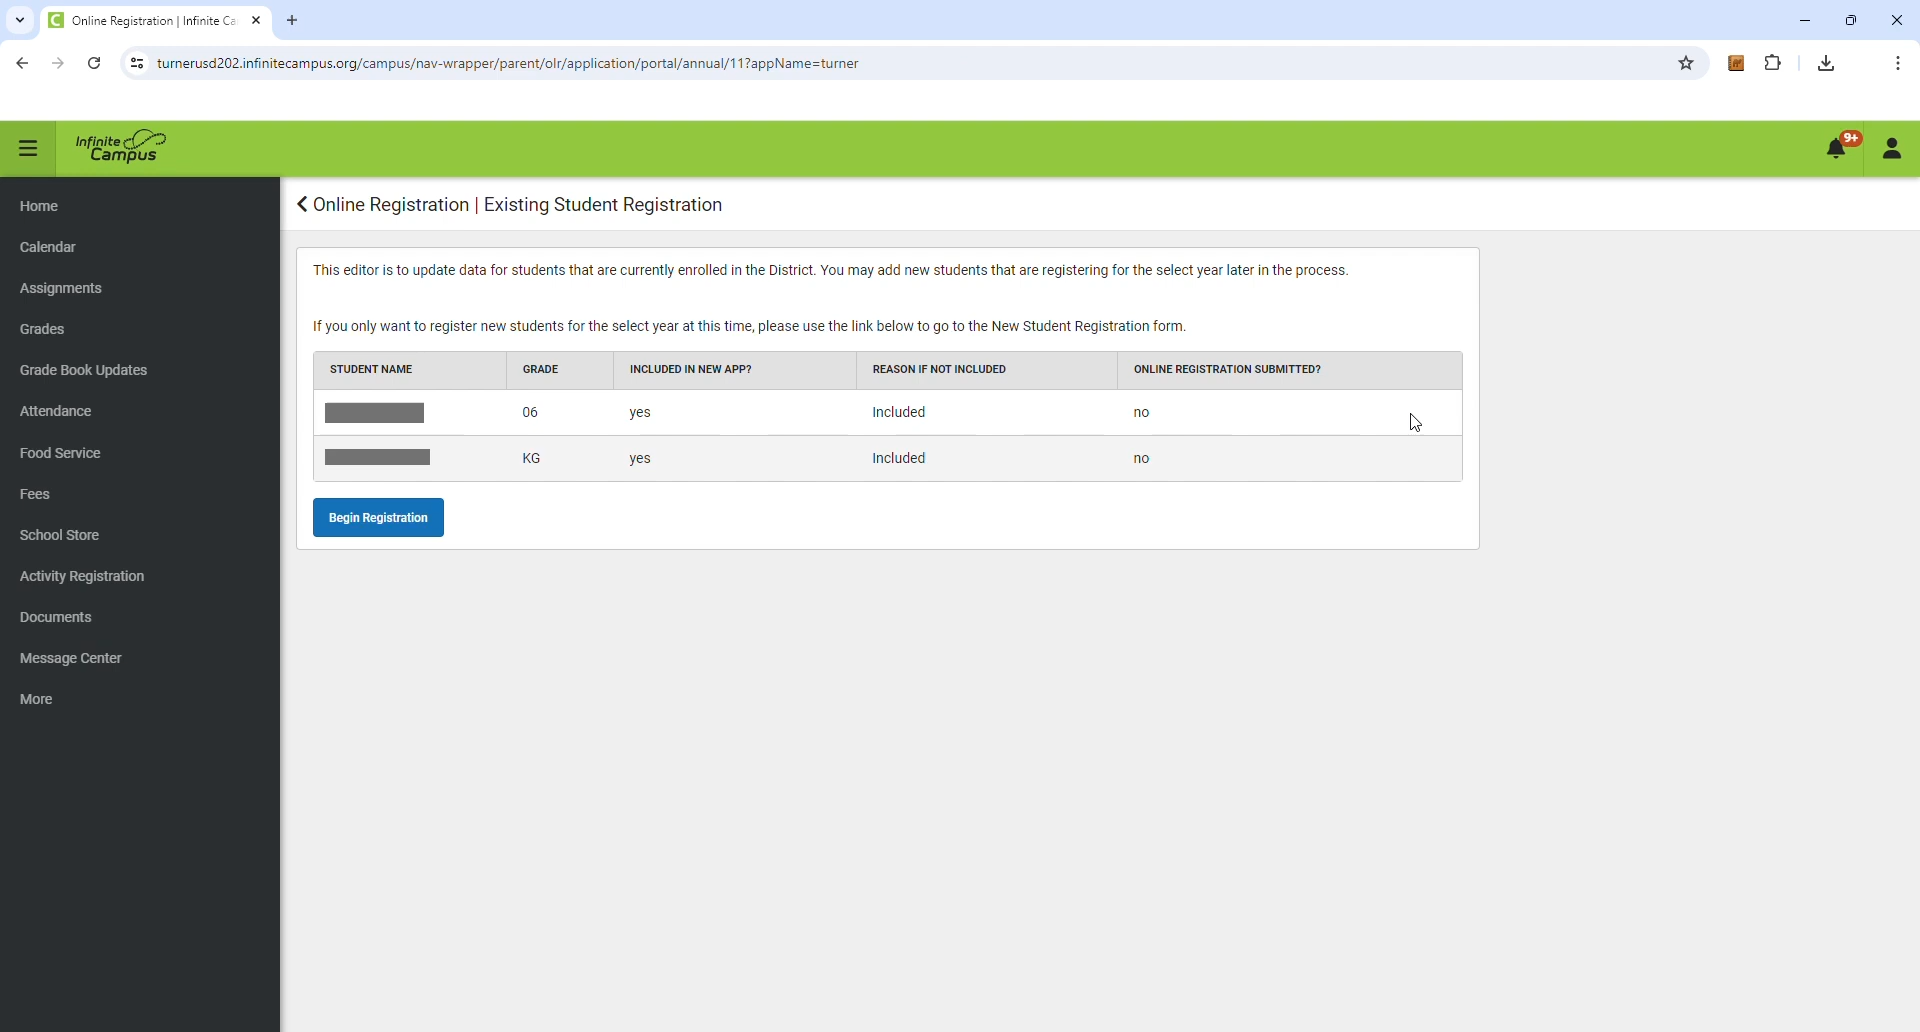 Online Registration | Infinite Ca
turnerusd202.infinitecampus.org/campus/nav-wrapper/parent/olr/application/portal/annual/11?appName=turner
Infinite
Campus
9+
Home
Calendar
Assignments
Grades
Grade Book Updates
Attendance
Food Service
Fees
School Store
Activity Registration
Documents
Message Center
More
Online Registration | Existing Student Registration
This editor is to update data for students that are currently enrolled in the District. You may add new students that are registering for the select year later in the process.
If you only want to register new students for the select year at this time, please use the link below to go to the New Student Registration form.
STUDENT NAME GRADE INCLUDED IN NEW APP? REASON IF NOT INCLUDED ONLINE REGISTRATION SUBMITTED?
06 yes Included no
KG yes Included no
Begin Registration